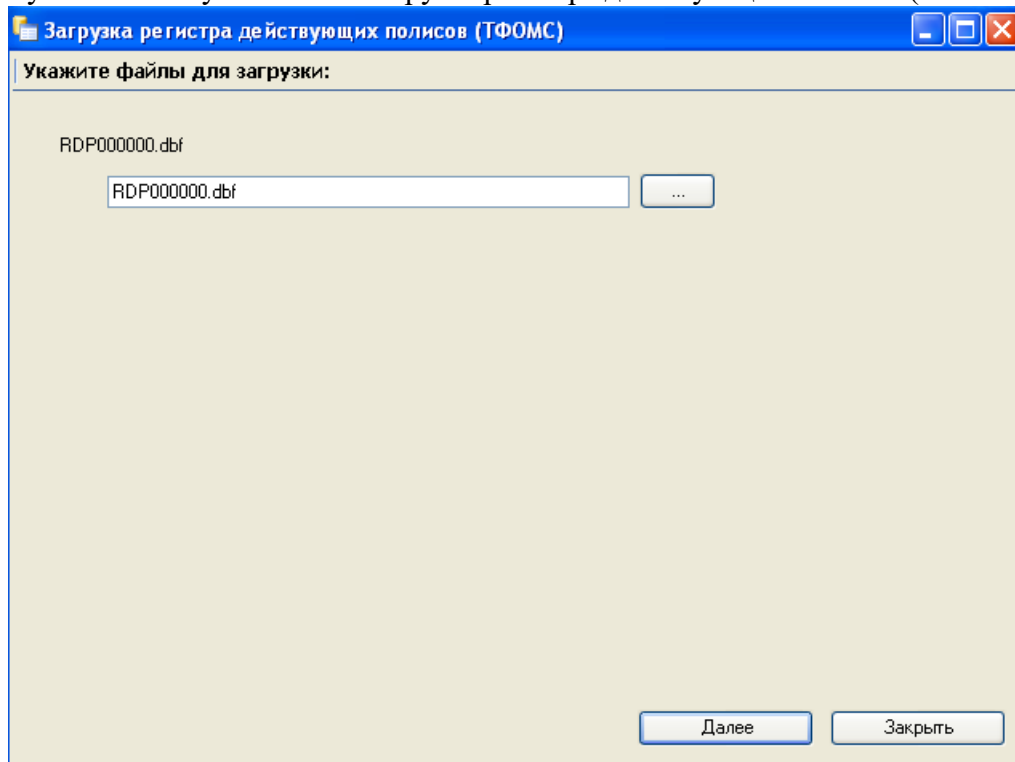 Загрузка регистра действующих полисов (ТФОМС)
Укажите файлы для загрузки:
RDP000000.dbf
RDP000000.dbf
...
Далее
Закрыть